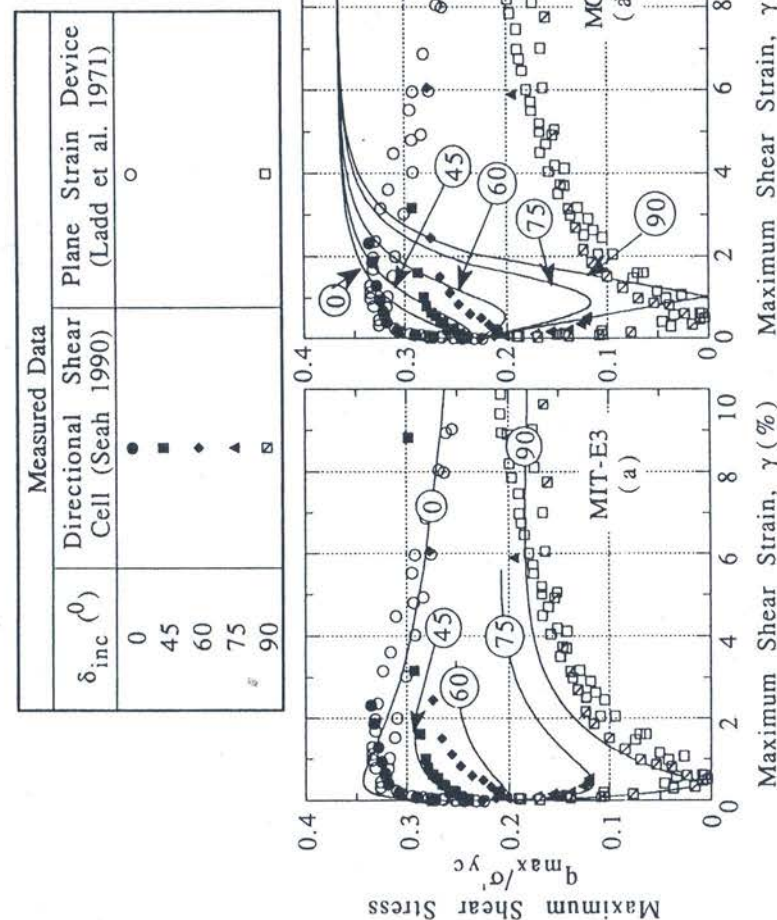 Measured Data
δinc (0) Directional Shear Cell (Seah 1990) Plane Strain Device (Ladd et al. 1971)
0
45
60
75
90
Maximum Shear Stress
qmax/σ'yc
0.4
0.3
0.2
0.1
0
0 2 4 6 8 10
Maximum Shear Strain, γ (%)
MIT-E3
(a)
0
45
60
75
90
0.4
0.3
0.2
0.1
0
0 2 4 6 8
Maximum Shear Strain, γ
0
45
60
75
90